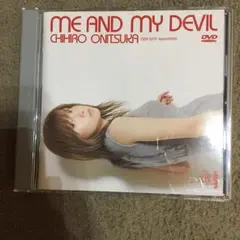 ME AND MY DEVIL
CHIHIRO ONITSUKA
DVD